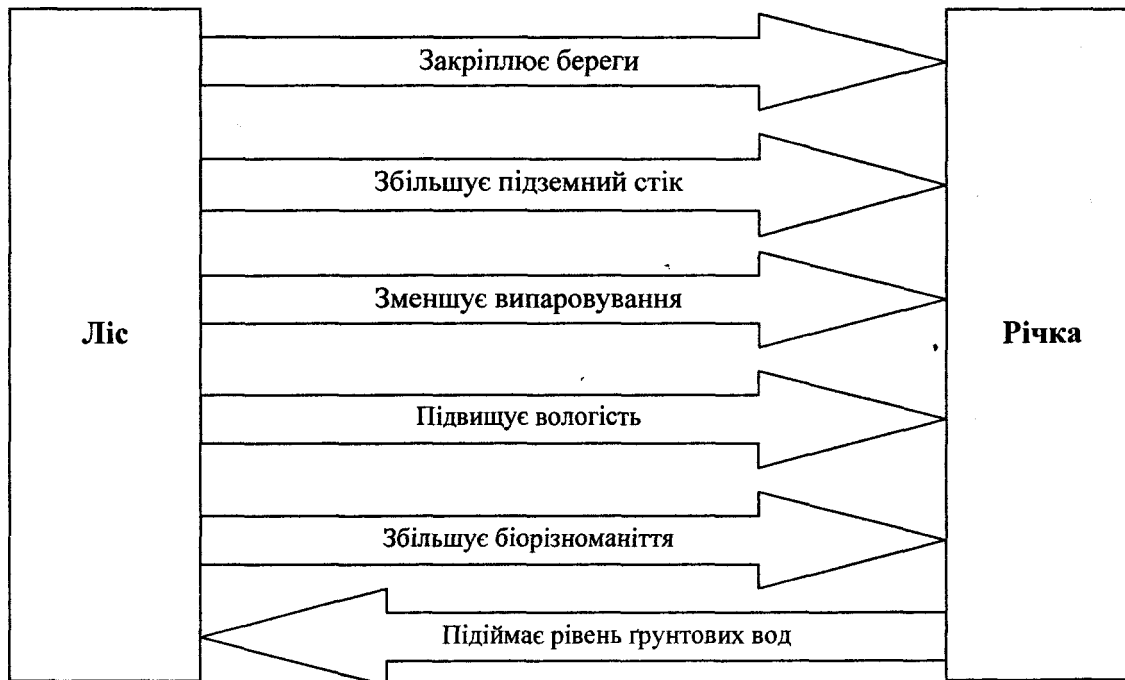 Закріплює береги
Збільшує підземний стік
Зменшує випаровування
Ліс
Річка
Підвищує вологість
Збільшує біорізноманіття
Підіймає рівень ґрунтових вод